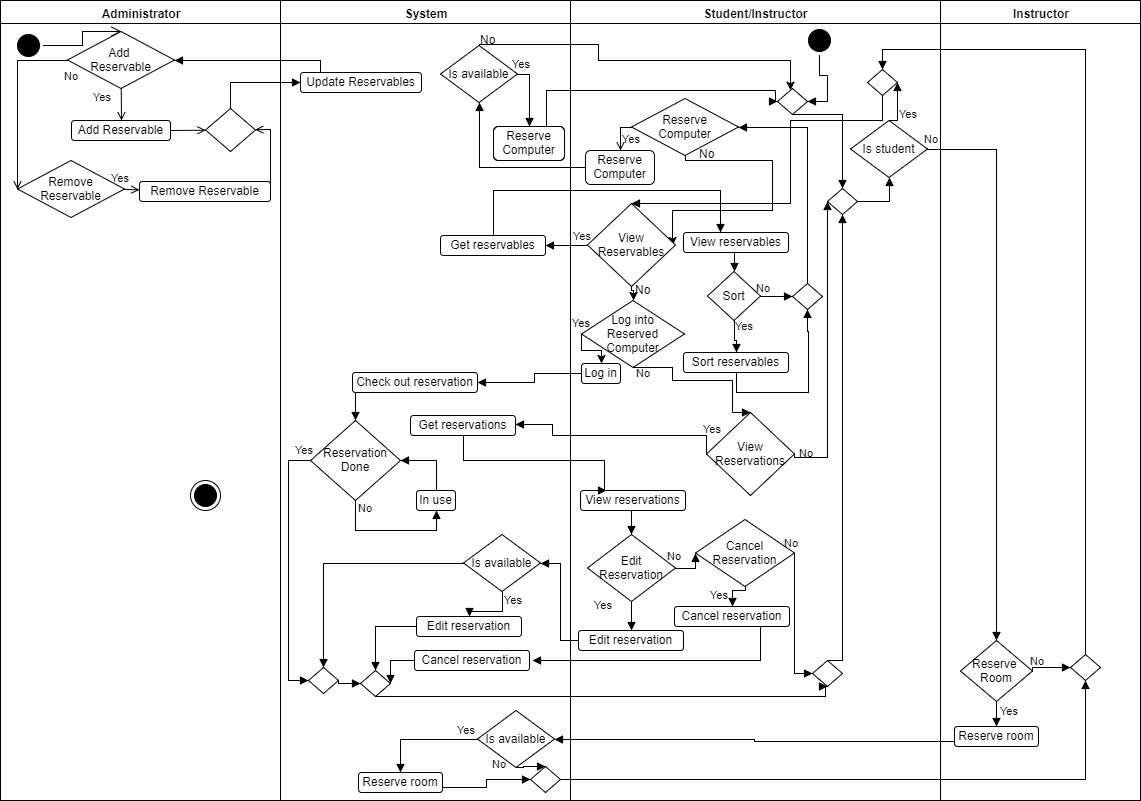 Administrator
System
Student/Instructor
Instructor
Add
Reservable
No
Yes
Add Reservable
Remove
Reservable
Yes
Remove Reservable
Update Reservables
No
Is available
Yes
Reserve
Computer
Reserve
Computer
Yes
No
Reserve
Computer
Yes
Is student
No
Get reservables
Yes
View
Reservables
No
View reservables
Sort
No
Yes
Sort reservables
Yes
Log into
Reserved
Computer
No
Log in
Check out reservation
Yes
Reservation
Done
No
In use
Get reservations
Yes
View
Reservations
No
View reservations
Edit
Reservation
No
Yes
Cancel
Reservation
No
Yes
Cancel reservation
Is available
Yes
Edit reservation
Edit reservation
Cancel reservation
Reserve
Room
No
Yes
Reserve room
Yes
Is available
No
Reserve room